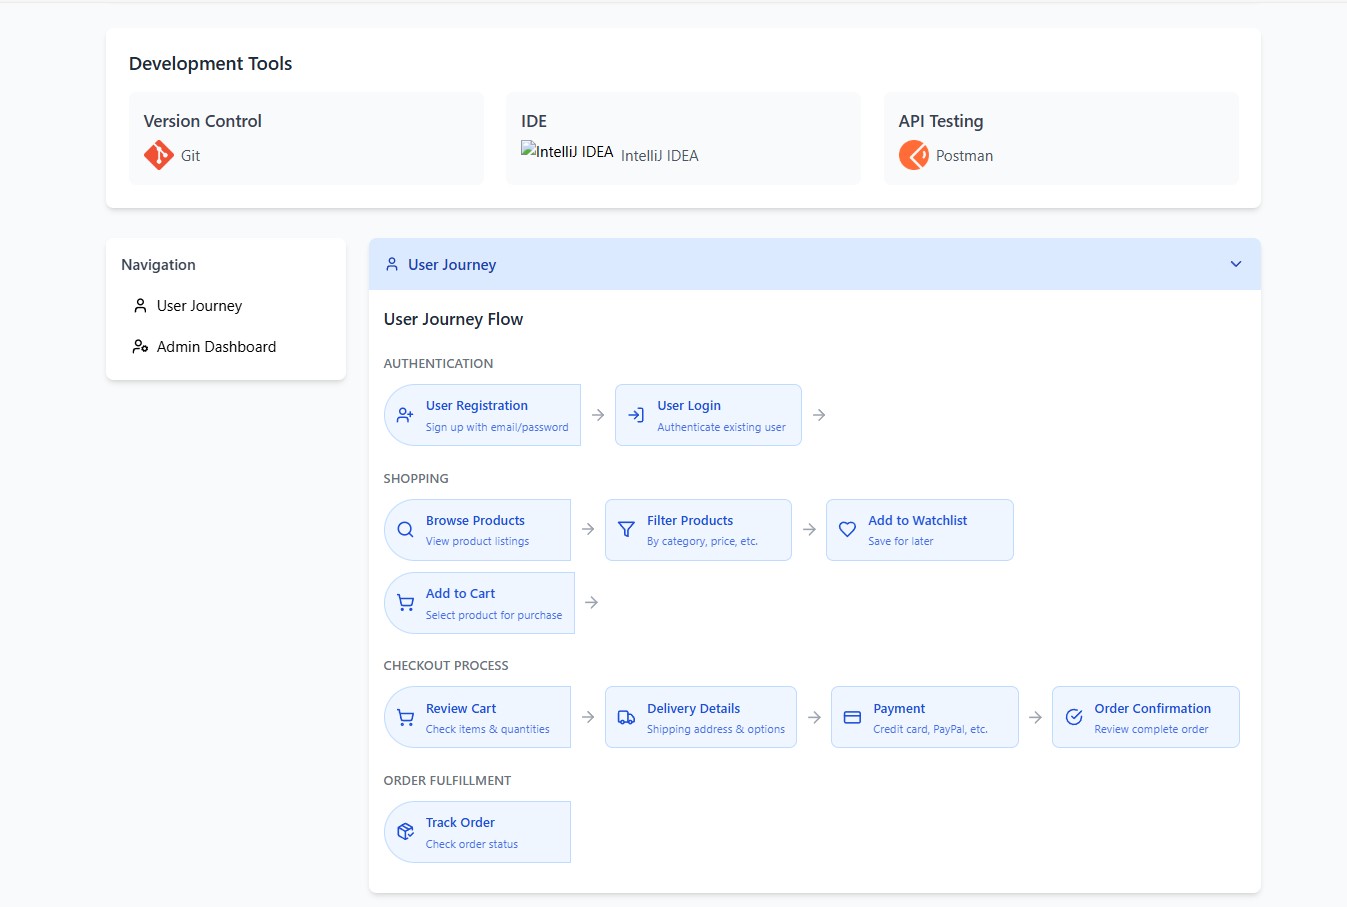 Development Tools
Version Control
Git
IDE
IntelliJ IDEA IntelliJ IDEA
API Testing
Postman
Navigation
User Journey
Admin Dashboard
User Journey
User Journey Flow
AUTHENTICATION
User Registration
Sign up with email/password
User Login
Authenticate existing user
SHOPPING
Browse Products
View product listings
Filter Products
By category, price, etc.
Add to Watchlist
Save for later
Add to Cart
Select product for purchase
CHECKOUT PROCESS
Review Cart
Check items & quantities
Delivery Details
Shipping address & options
Payment
Credit card, PayPal, etc.
Order Confirmation
Review complete order
ORDER FULFILLMENT
Track Order
Check order status